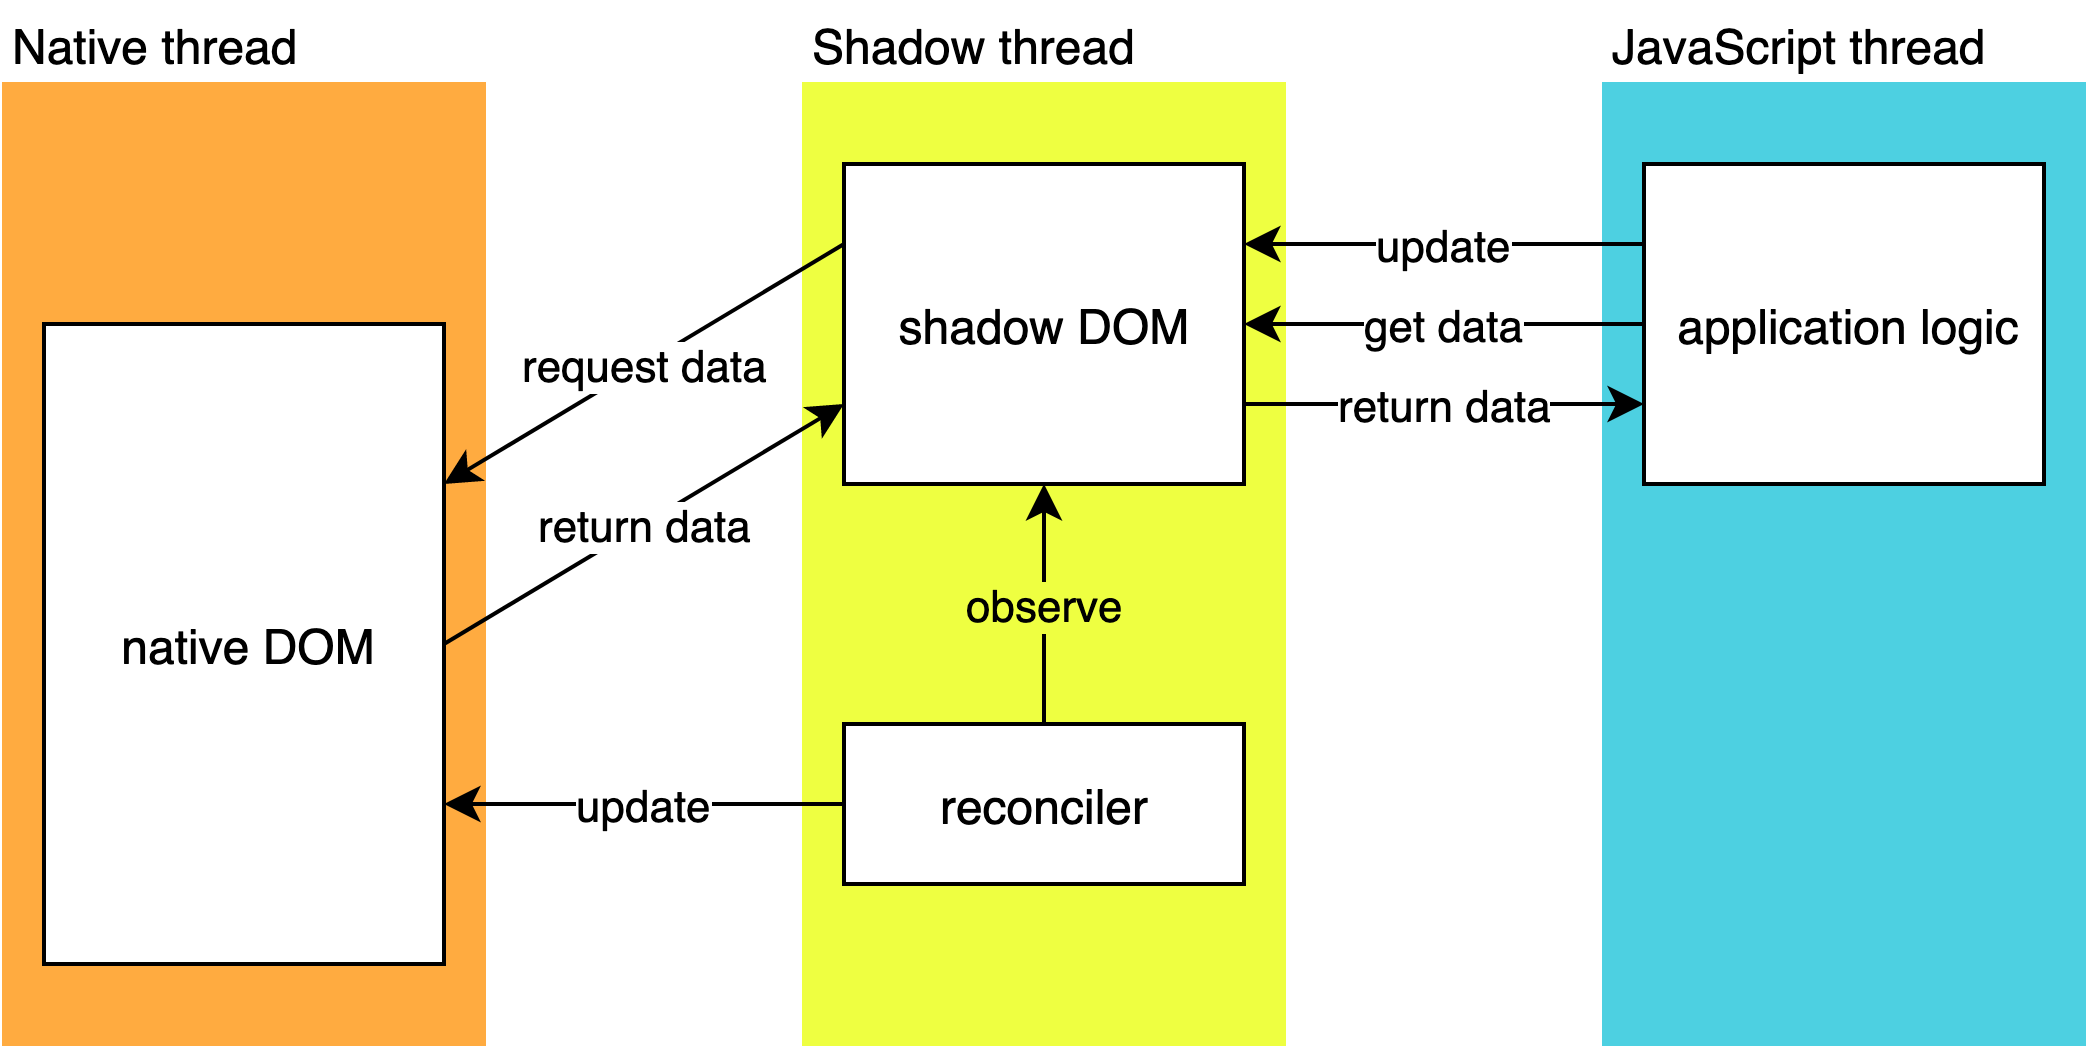 Native thread
Shadow thread
JavaScript thread
update
shadow DOM
get data
application logic
request data
return data
return data
observe
native DOM
update
reconciler